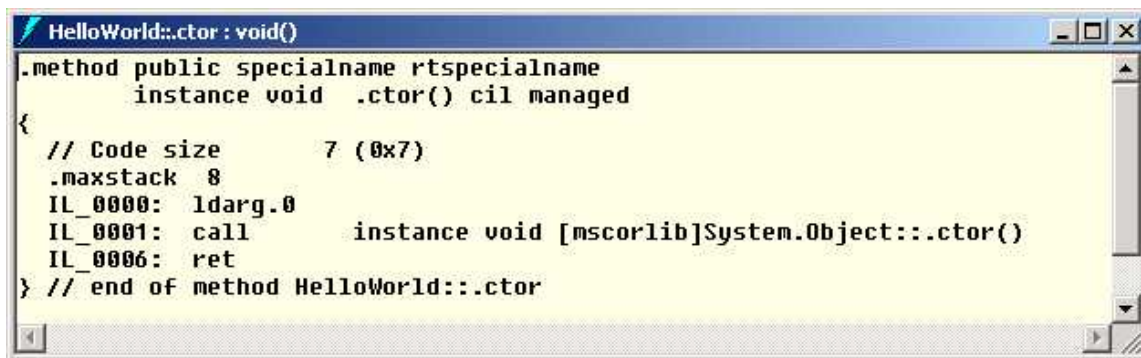 HelloWorld::.ctor : void()
.method public specialname rtspecialname
        instance void  .ctor() cil managed
{
  // Code size       7 (0x7)
  .maxstack  8
  IL_0000:  ldarg.0
  IL_0001:  call       instance void [mscorlib]System.Object::.ctor()
  IL_0006:  ret
} // end of method HelloWorld::.ctor